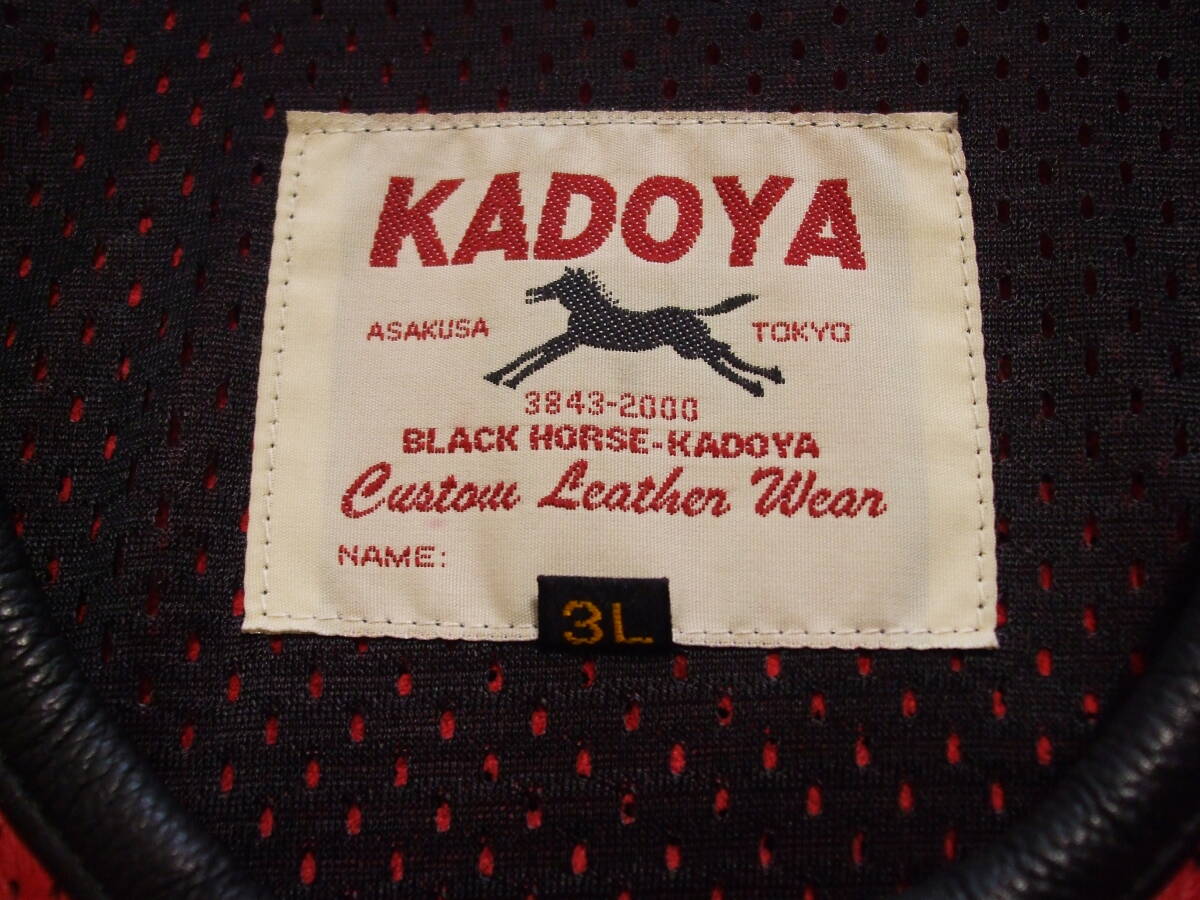 KADOYA
ASAKUSA TOKYO
3843-2000
BLACK HORSE-KADOYA
Custom Leather Wear
NAME:
3L